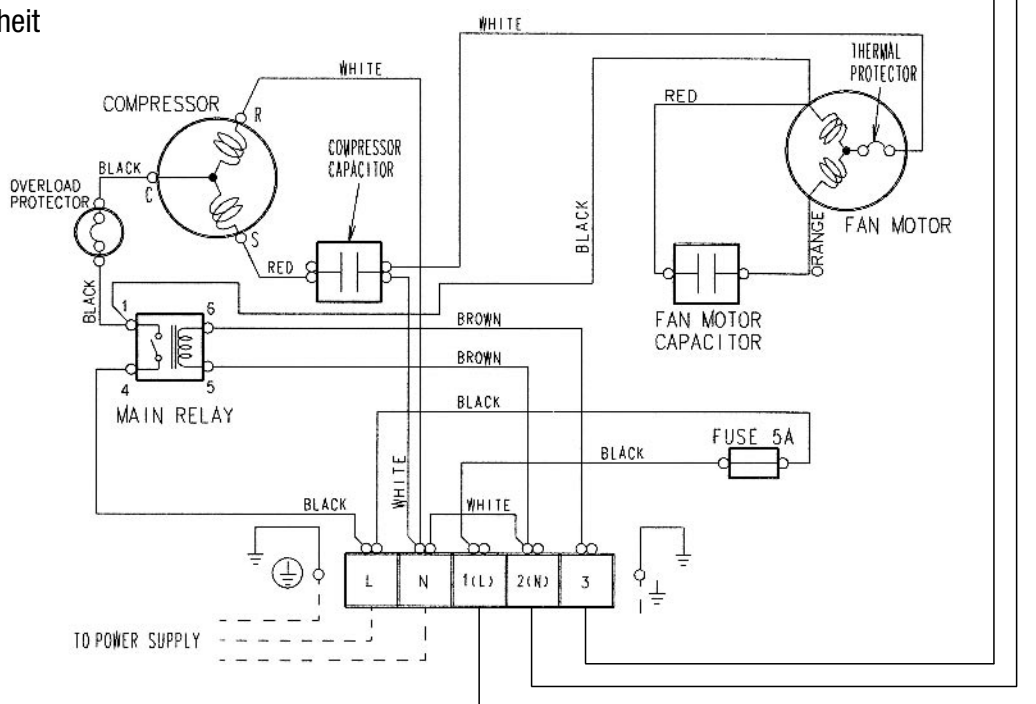 heit
WHITE
THERMAL
PROTECTOR
WHITE
RED
COMPRESSOR
R
COMPRESSOR
CAPACITOR
BLACK
C
OVERLOAD
PROTECTOR
BLACK
FAN MOTOR
S
RED
ORANGE
BLACK
1
6
BROWN
FAN MOTOR
CAPACITOR
BROWN
4
5
MAIN RELAY
BLACK
FUSE 5A
BLACK
WHITE
BLACK
WHITE
L
N
1(L)
2(N)
3
TO POWER SUPPLY